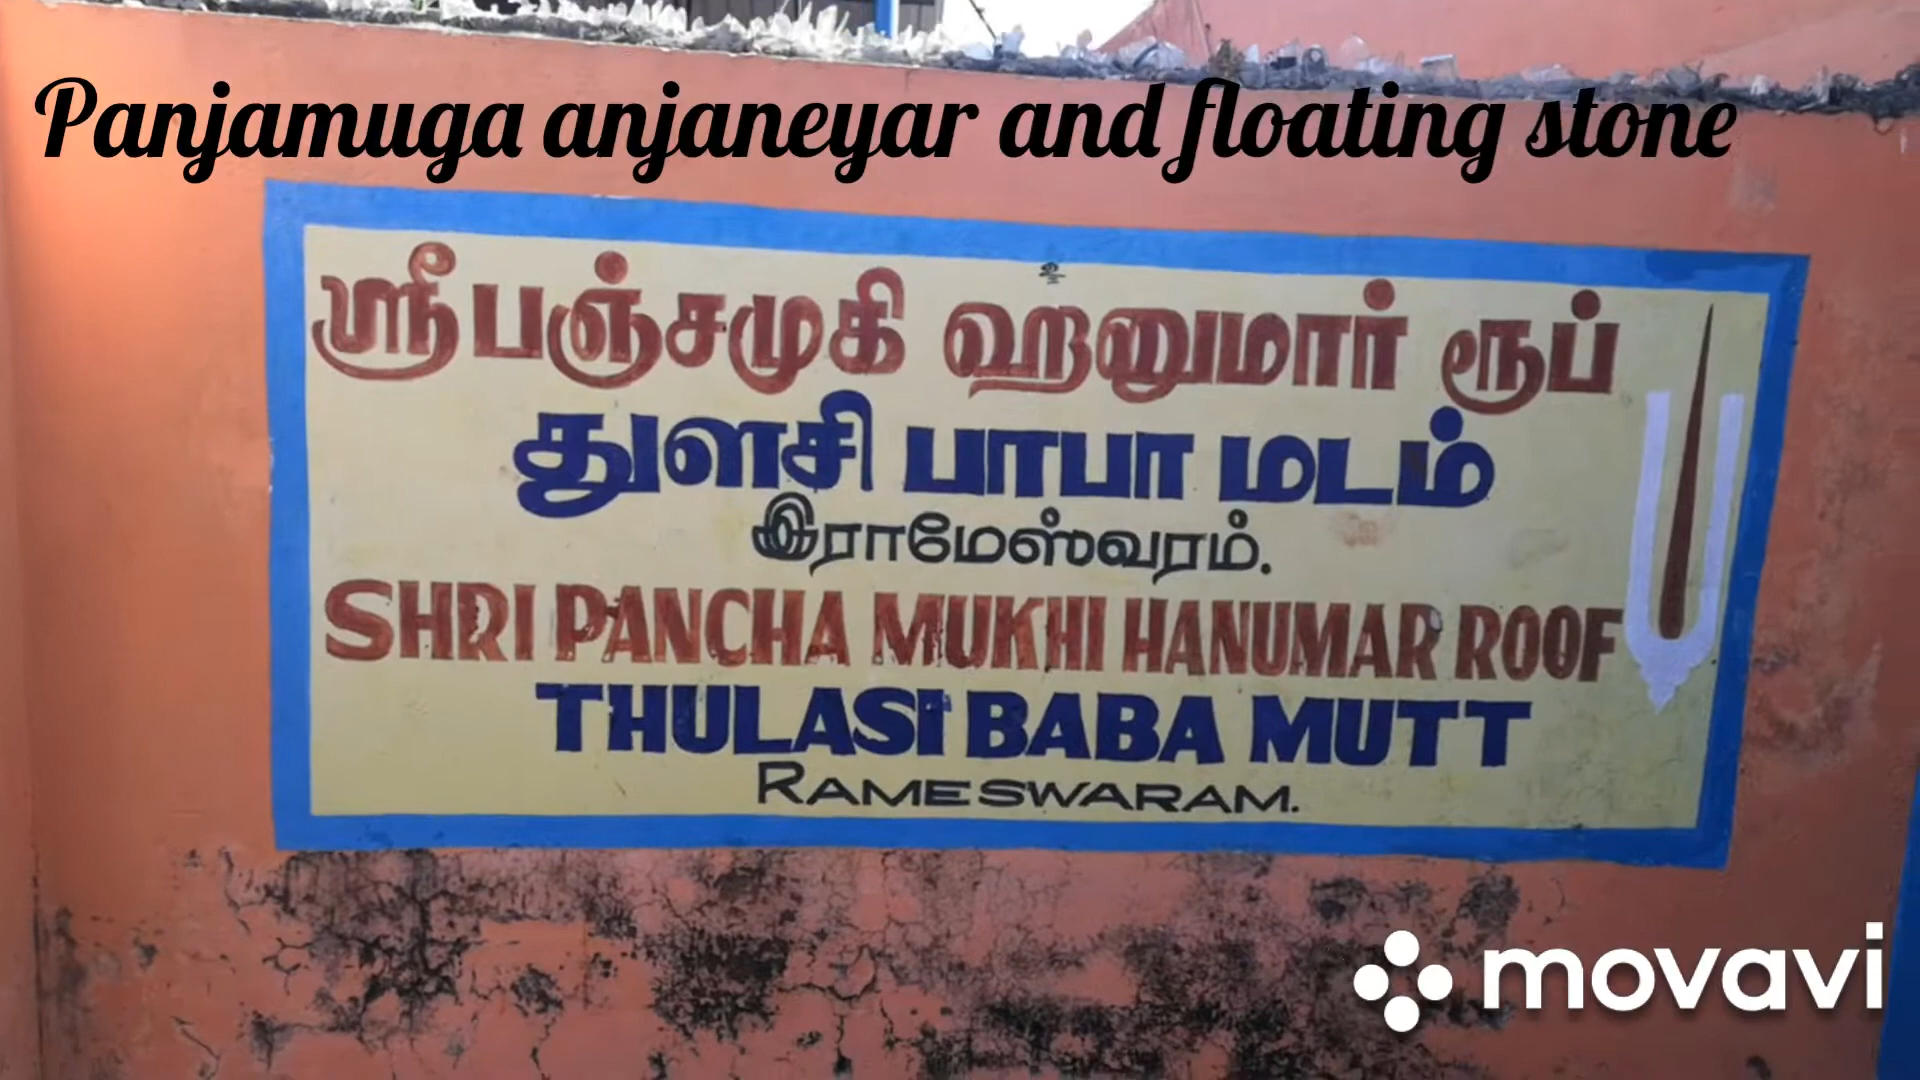 Panjamuga anjaneyar and floating stone
ஸ்ரீ பஞ்சமுகி ஹனுமார் ரூப்
துளசி பாபா மடம்
இராமேஸ்வரம்.
SHRI PANCHA MUKHI HANUMAR ROOF
THULASI BABA MUTT
RAMESWARAM.
movavi